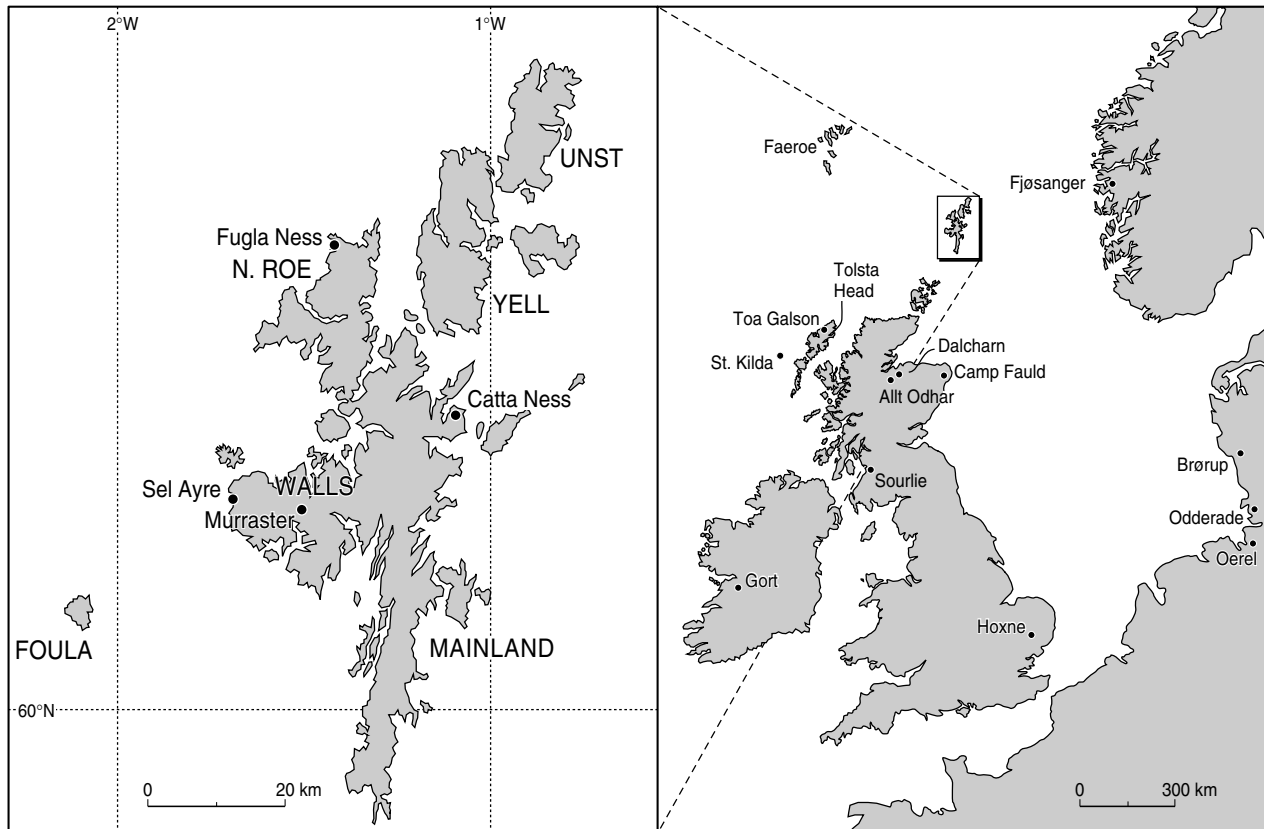 2°W
1°W
UNST
Fugla Ness
N. ROE
YELL
Catta Ness
Sel Ayre
WALLS
Murraster
FOULA
MAINLAND
60°N
0 20 km
Faeroe
Fjøsanger
Tolsta
Head
Toa Galson
St. Kilda
Dalcharn
Camp Fauld
Allt Odhar
Sourlie
Brørup
Odderade
Oerel
Gort
Hoxne
0 300 km